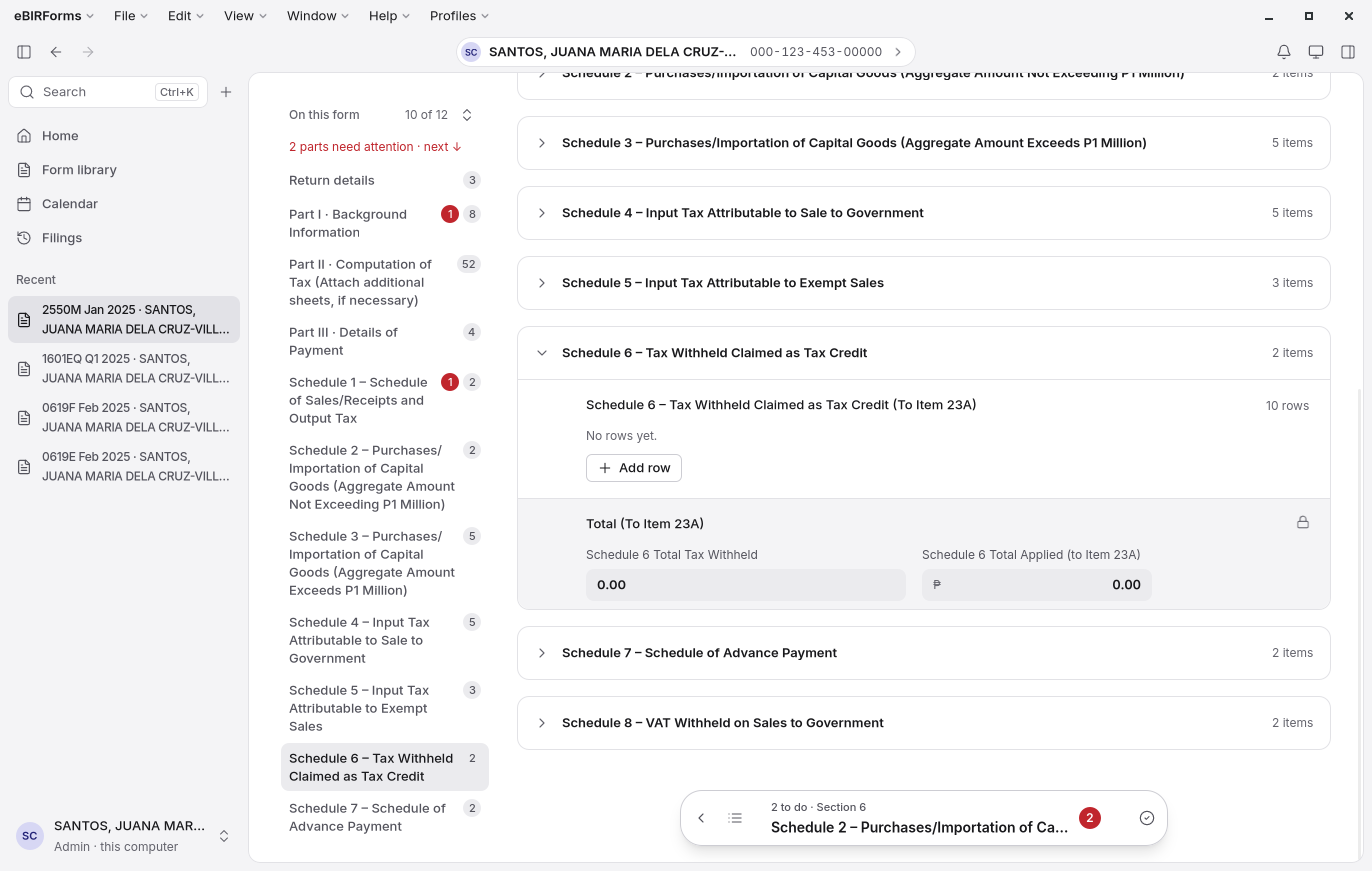 eBIRForms File Edit View Window Help Profiles
SC SANTOS, JUANA MARIA DELA CRUZ-... 000-123-453-00000
Search Ctrl+K
Home
Form library
Calendar
Filings
Recent
2550M Jan 2025 · SANTOS,
JUANA MARIA DELA CRUZ-VILL...
1601EQ Q1 2025 · SANTOS,
JUANA MARIA DELA CRUZ-VILL...
0619F Feb 2025 · SANTOS,
JUANA MARIA DELA CRUZ-VILL...
0619E Feb 2025 · SANTOS,
JUANA MARIA DELA CRUZ-VILL...
SC SANTOS, JUANA MAR...
Admin · this computer
On this form 10 of 12
2 parts need attention · next ↓
Return details 3
Part I · Background 1 8
Information
Part II · Computation of 52
Tax (Attach additional
sheets, if necessary)
Part III · Details of 4
Payment
Schedule 1 – Schedule 1 2
of Sales/Receipts and
Output Tax
Schedule 2 – Purchases/ 2
Importation of Capital
Goods (Aggregate Amount
Not Exceeding P1 Million)
Schedule 3 – Purchases/ 5
Importation of Capital
Goods (Aggregate Amount
Exceeds P1 Million)
Schedule 4 – Input Tax 5
Attributable to Sale to
Government
Schedule 5 – Input Tax 3
Attributable to Exempt
Sales
Schedule 6 – Tax Withheld 2
Claimed as Tax Credit
Schedule 7 – Schedule of 2
Advance Payment
Schedule 2 – Purchases/Importation of Capital Goods (Aggregate Amount Not Exceeding P1 Million) 2 items
Schedule 3 – Purchases/Importation of Capital Goods (Aggregate Amount Exceeds P1 Million) 5 items
Schedule 4 – Input Tax Attributable to Sale to Government 5 items
Schedule 5 – Input Tax Attributable to Exempt Sales 3 items
Schedule 6 – Tax Withheld Claimed as Tax Credit 2 items
Schedule 6 – Tax Withheld Claimed as Tax Credit (To Item 23A) 10 rows
No rows yet.
Add row
Total (To Item 23A)
Schedule 6 Total Tax Withheld Schedule 6 Total Applied (to Item 23A)
0.00 ₱ 0.00
Schedule 7 – Schedule of Advance Payment 2 items
Schedule 8 – VAT Withheld on Sales to Government 2 items
2 to do · Section 6
Schedule 2 – Purchases/Importation of Ca... 2